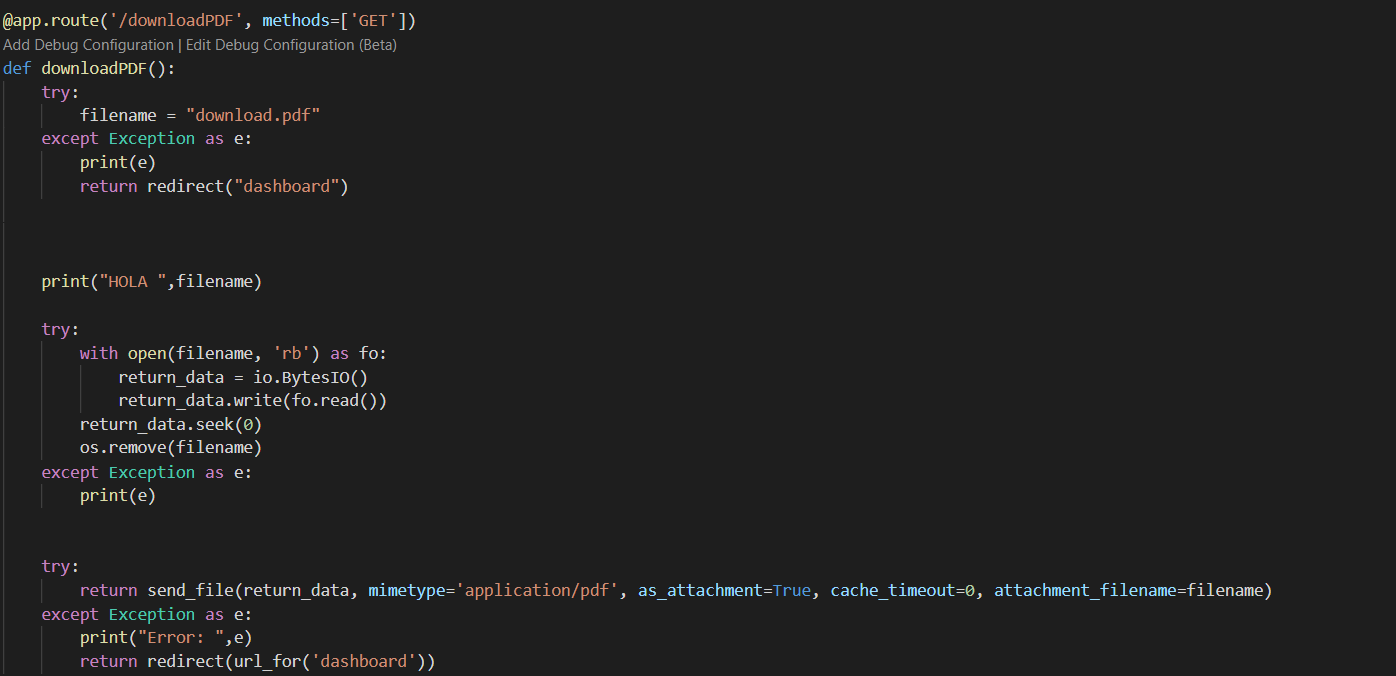 @app.route('/downloadPDF', methods=['GET'])
Add Debug Configuration | Edit Debug Configuration (Beta)
def downloadPDF():
    try:
        filename = "download.pdf"
    except Exception as e:
        print(e)
        return redirect("dashboard")
    print("HOLA ",filename)
    try:
        with open(filename, 'rb') as fo:
            return_data = io.BytesIO()
            return_data.write(fo.read())
        return_data.seek(0)
        os.remove(filename)
    except Exception as e:
        print(e)
    try:
        return send_file(return_data, mimetype='application/pdf', as_attachment=True, cache_timeout=0, attachment_filename=filename)
    except Exception as e:
        print("Error: ",e)
        return redirect(url_for('dashboard'))